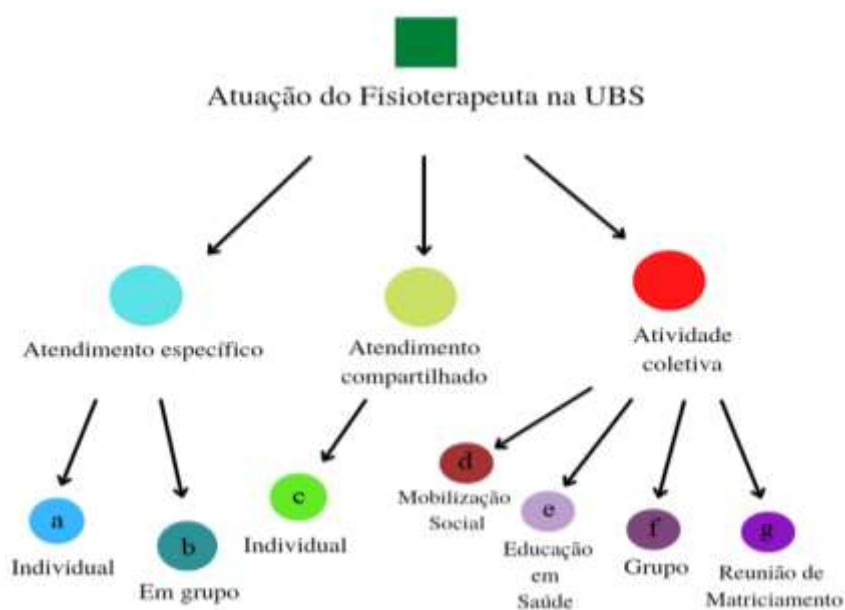 Atuação do Fisioterapeuta na UBS
Atendimento específico
Atendimento
compartilhado
Atividade
coletiva
a
Individual
b
Em grupo
c
Individual
d
Mobilização
Social
e
Educação
em
Saúde
f
Grupo
g
Reunião de
Matriciamento